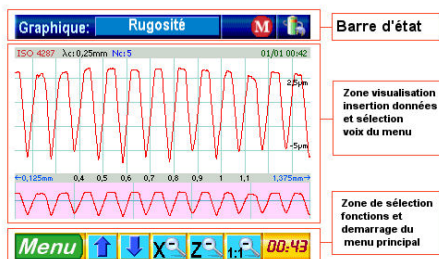 Graphique: Rugosité M
Barre d'état
ISO 4287 λc:0,25mm Nc:5 01/01 00:42
2,5µm
-5µm
Zone visualisation
insertion données
et sélection
voix du menu
←0,125mm 0,4 0,5 0,6 0,7 0,8 0,9 1 1,1 1,375mm→
Zone de sélection
fonctions et
demarrage du
menu principal
Menu X Z 1:1 00:43